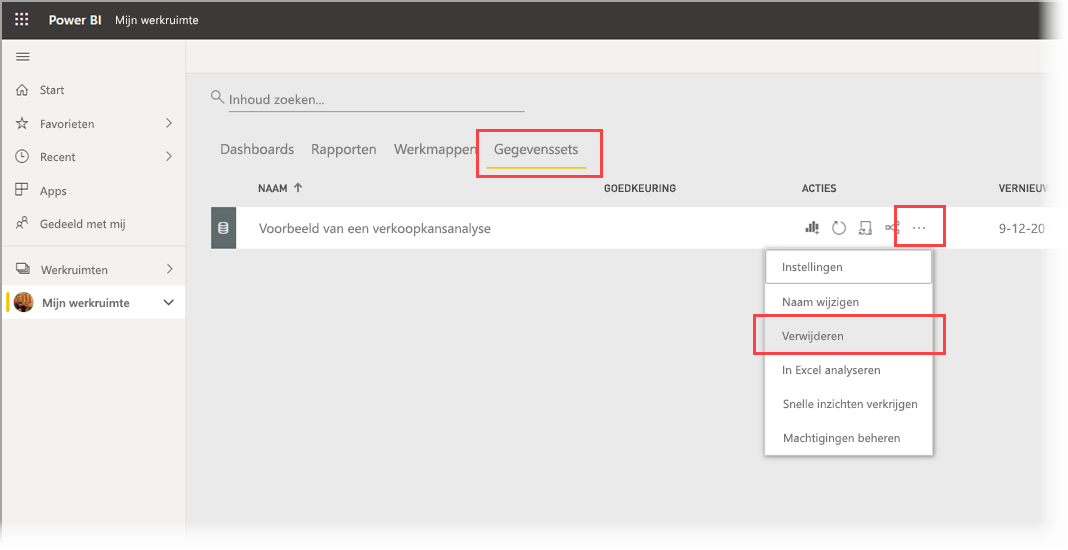 Power BI Mijn werkruimte
Start
Favorieten
Recent
Apps
Gedeeld met mij
Werkruimten
Mijn werkruimte
Inhoud zoeken...
Dashboards Rapporten Werkmappen Gegevenssets
NAAM ↑ GOEDKEURING ACTIES VERNIEUW
Voorbeeld van een verkoopkansanalyse ... 9-12-20
Instellingen
Naam wijzigen
Verwijderen
In Excel analyseren
Snelle inzichten verkrijgen
Machtigingen beheren